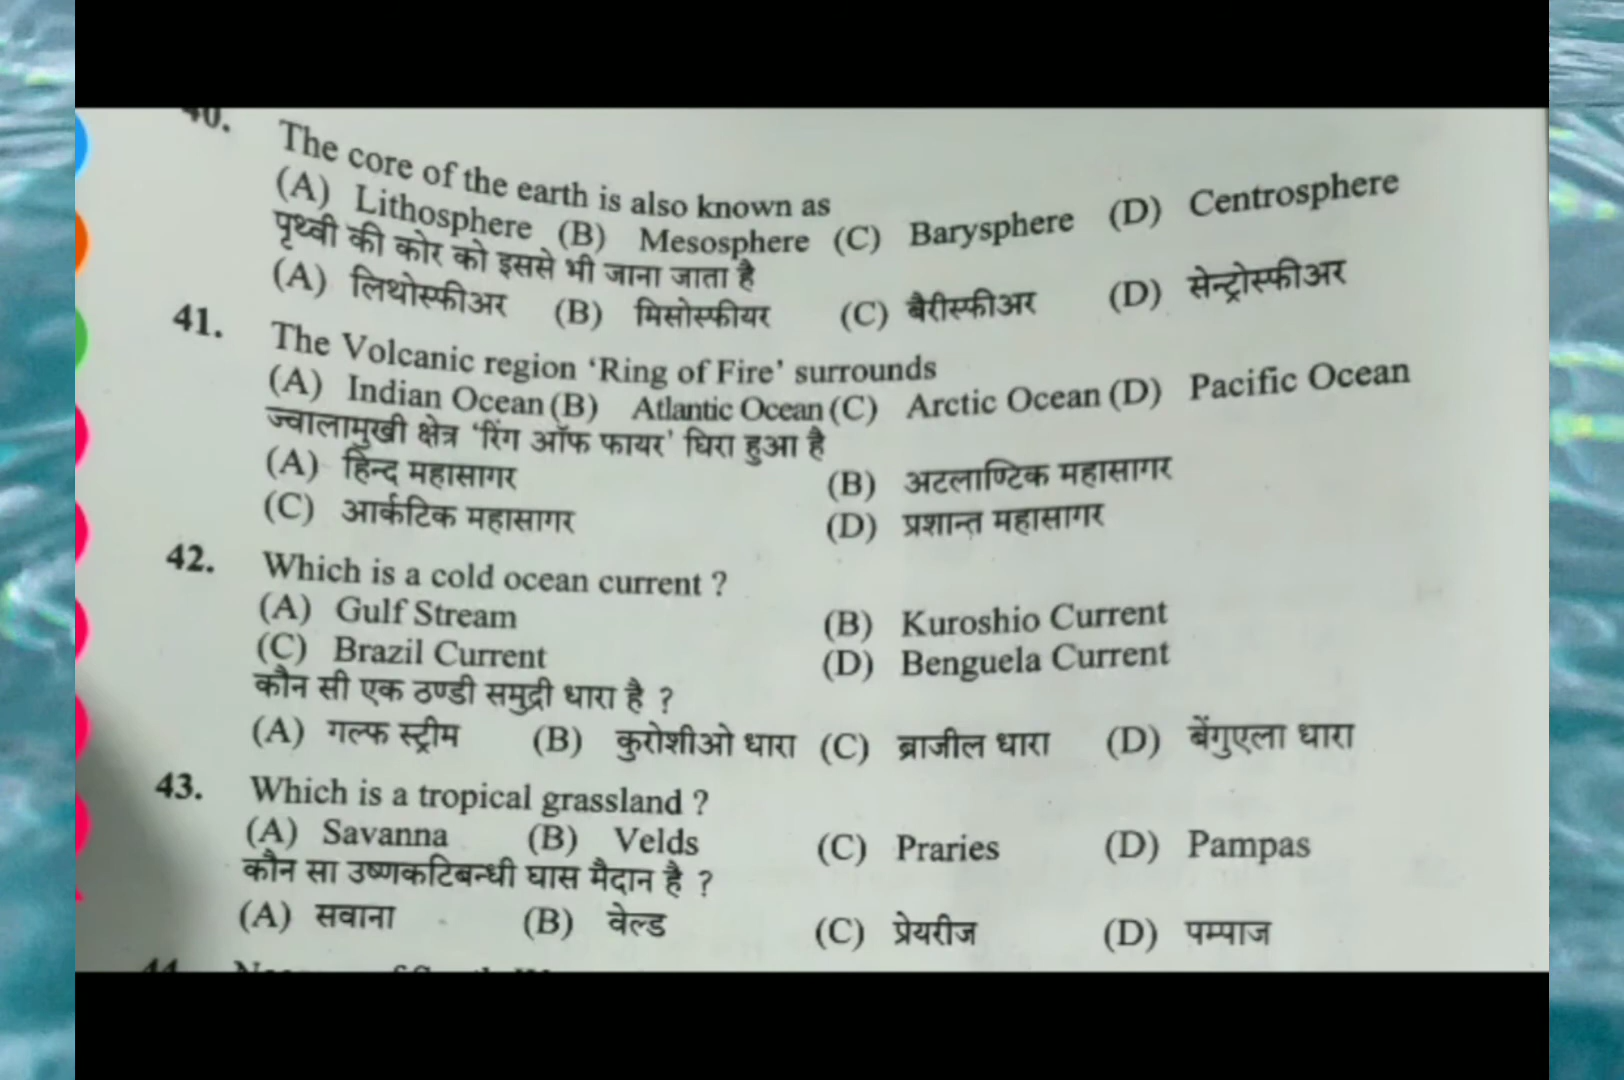 40. The core of the earth is also known as
(A) Lithosphere (B) Mesosphere (C) Barysphere (D) Centrosphere
पृथ्वी की कोर को इससे भी जाना जाता है
(A) लिथोस्फीअर (B) मिसोस्फीयर (C) बैरीस्फीअर (D) सेन्ट्रोस्फीअर
41. The Volcanic region ‘Ring of Fire’ surrounds
(A) Indian Ocean (B) Atlantic Ocean (C) Arctic Ocean (D) Pacific Ocean
ज्वालामुखी क्षेत्र ‘रिंग ऑफ फायर’ घिरा हुआ है
(A) हिन्द महासागर (B) अटलाण्टिक महासागर
(C) आर्कटिक महासागर (D) प्रशान्त महासागर
42. Which is a cold ocean current ?
(A) Gulf Stream (B) Kuroshio Current
(C) Brazil Current (D) Benguela Current
कौन सी एक ठण्डी समुद्री धारा है ?
(A) गल्फ स्ट्रीम (B) कुरोशीओ धारा (C) ब्राजील धारा (D) बेंगुएला धारा
43. Which is a tropical grassland ?
(A) Savanna (B) Velds (C) Praries (D) Pampas
कौन सा उष्णकटिबन्धी घास मैदान है ?
(A) सवाना (B) वेल्ड (C) प्रेयरीज (D) पम्पाज
44.